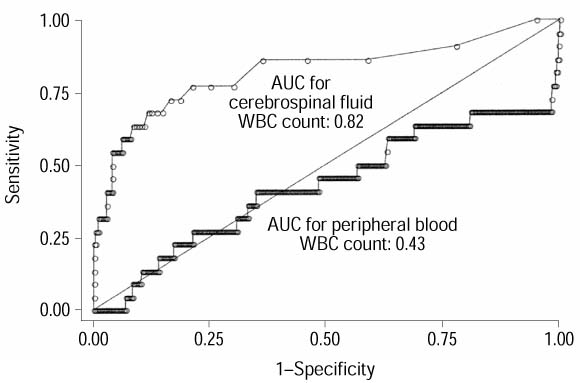 1.00
0.75
0.50
0.25
0.00
Sensitivity
AUC for
cerebrospinal fluid
WBC count: 0.82
AUC for peripheral blood
WBC count: 0.43
0.00 0.25 0.50 0.75 1.00
1–Specificity